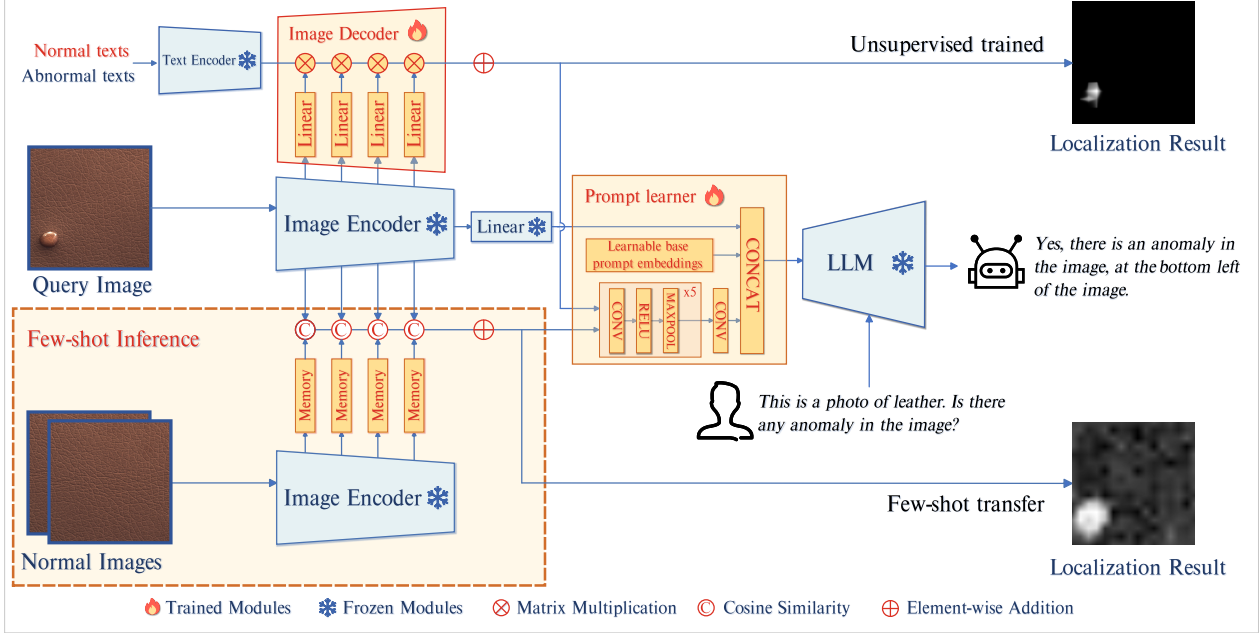 Normal texts
Abnormal texts
Text Encoder
Image Decoder
Linear
Linear
Linear
Linear
Unsupervised trained
Localization Result
Query Image
Image Encoder
Linear
Prompt learner
Learnable base
prompt embeddings
CONV
RELU
MAXPOOL
x5
CONV
CONCAT
LLM
Yes, there is an anomaly in
the image, at the bottom left
of the image.
Few-shot Inference
C
C
C
C
Memory
Memory
Memory
Memory
Image Encoder
Normal Images
This is a photo of leather. Is there
any anomaly in the image?
Few-shot transfer
Localization Result
Trained Modules
Frozen Modules
Matrix Multiplication
C
Cosine Similarity
Element-wise Addition